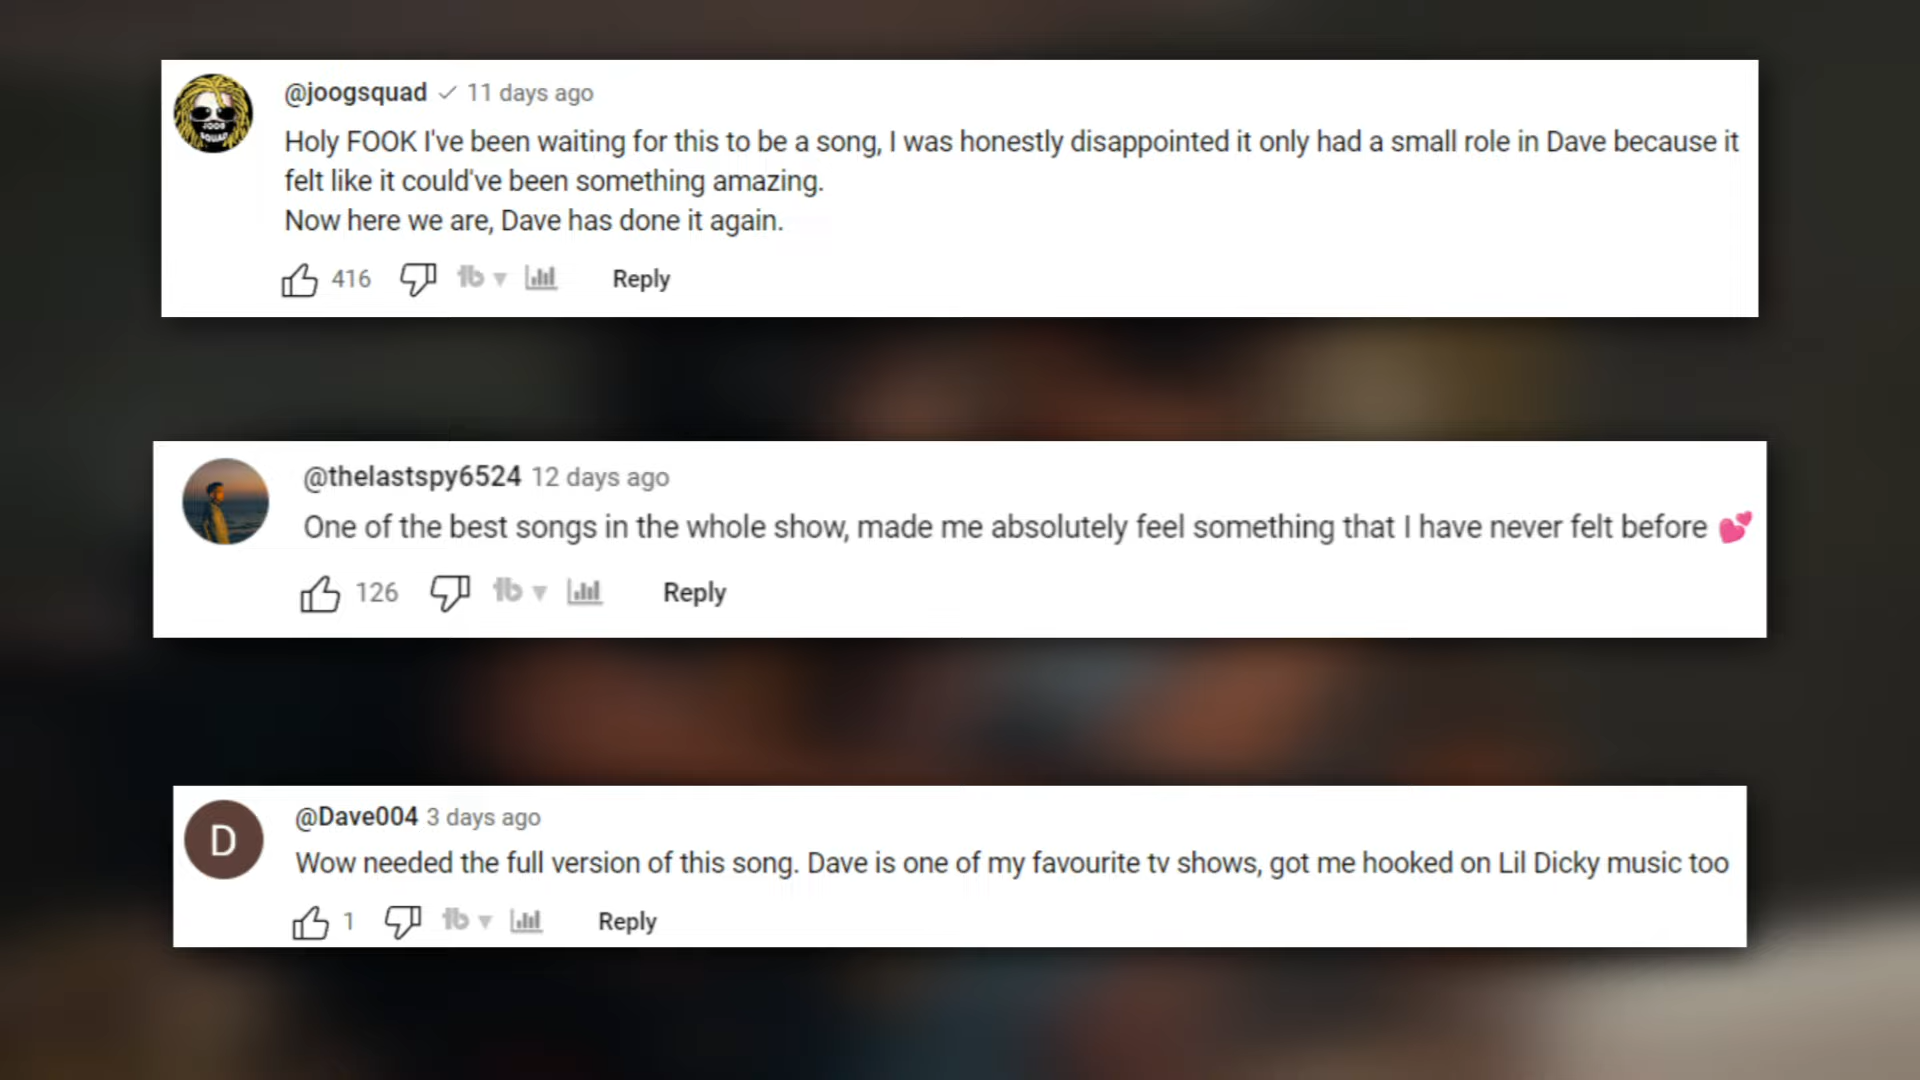 @joogsquad 11 days ago
Holy FOOK I've been waiting for this to be a song, I was honestly disappointed it only had a small role in Dave because it
felt like it could've been something amazing.
Now here we are, Dave has done it again.
416 tb Reply
@thelastspy6524 12 days ago
One of the best songs in the whole show, made me absolutely feel something that I have never felt before 💕
126 tb Reply
D
@Dave004 3 days ago
Wow needed the full version of this song. Dave is one of my favourite tv shows, got me hooked on Lil Dicky music too
1 tb Reply